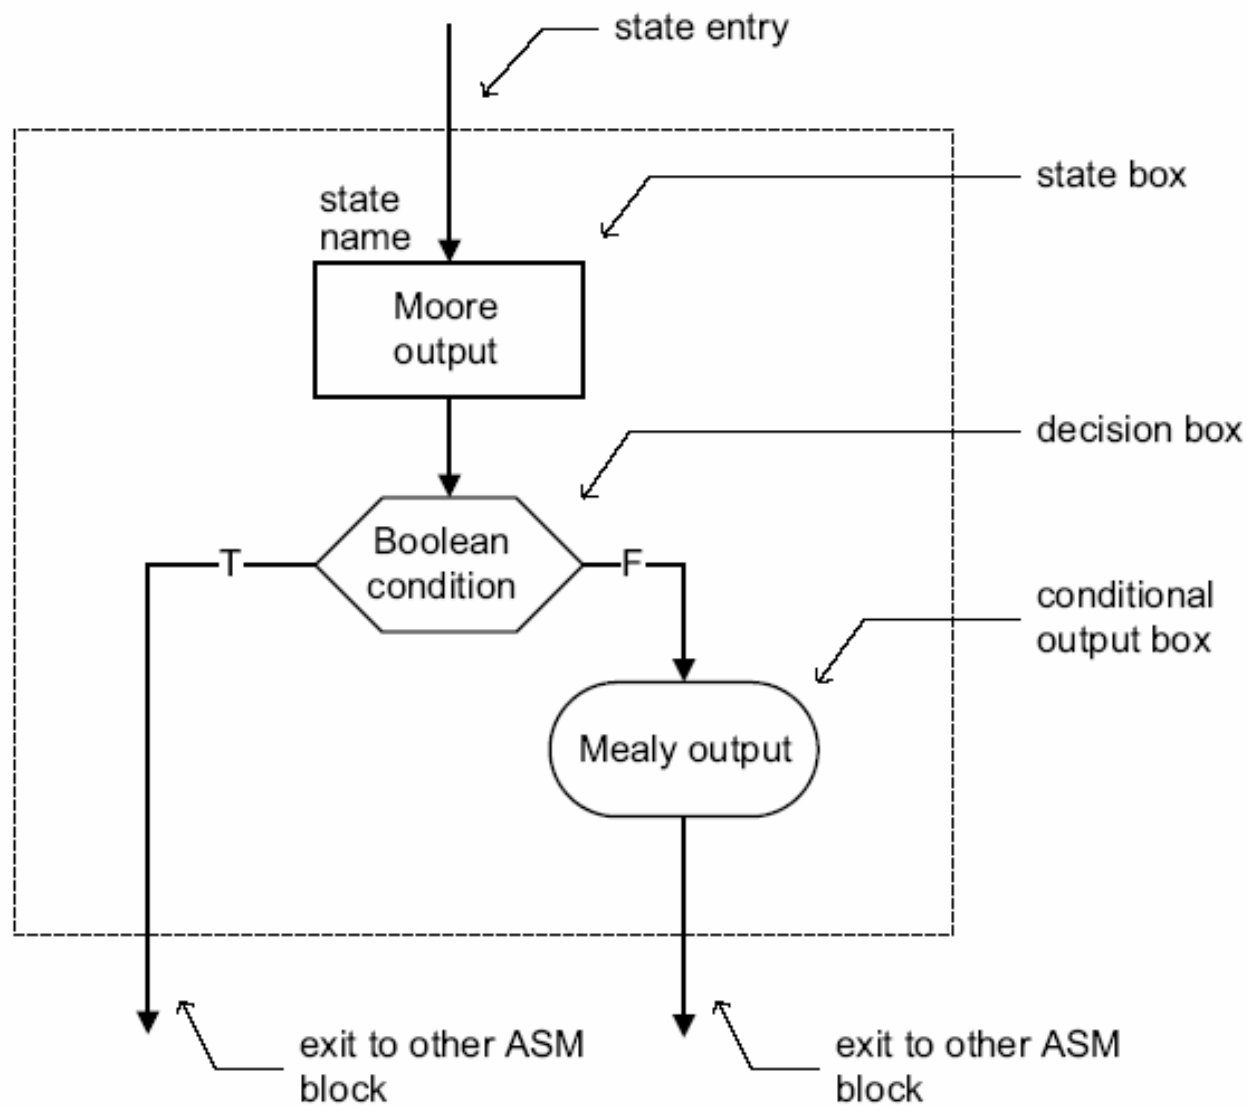 state entry
state box
state
name
Moore
output
decision box
Boolean
condition
T
F
conditional
output box
Mealy output
exit to other ASM
block
exit to other ASM
block